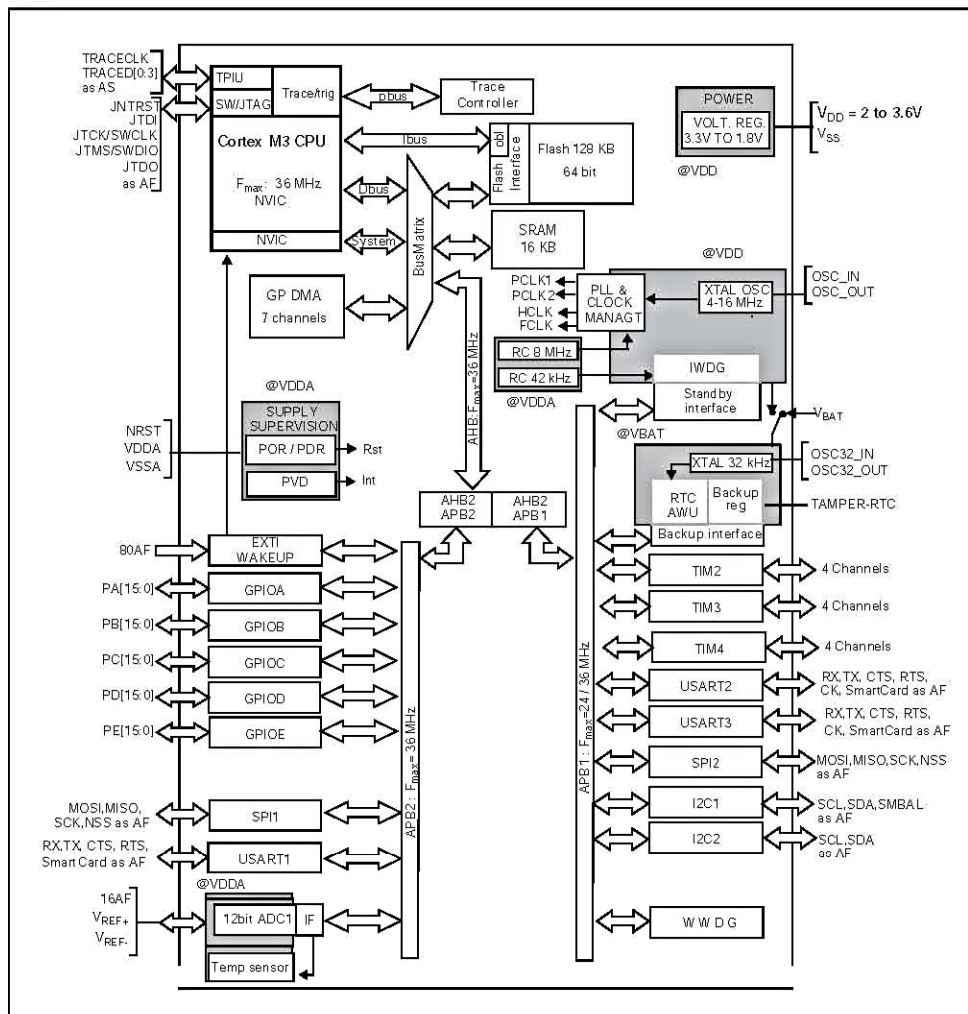 TRACECLK
TRACED[0:3]
as AS
JNTRST
JTDI
JTCK/SWCLK
JTMS/SWDIO
JTDO
as AF
TPIU
SW/JTAG
Trace/trig
Cortex M3 CPU
Fmax: 36 MHz
NVIC
NVIC
pbus
Trace
Controller
Ibus
Dbus
System
BusMatrix
obl
Flash
Interface
Flash 128 KB
64 bit
SRAM
16 KB
GP DMA
7 channels
POWER
VOLT. REG.
3.3V TO 1.8V
@VDD
VDD = 2 to 3.6V
VSS
@VDD
PCLK1
PCLK2
HCLK
FCLK
PLL &
CLOCK
MANAGT
XTAL OSC
4-16 MHz
OSC_IN
OSC_OUT
RC 8 MHz
RC 42 kHz
@VDDA
IWDG
Standby
interface
VBAT
@VBAT
XTAL 32 kHz
OSC32_IN
OSC32_OUT
RTC
AWU
Backup
reg
TAMPER-RTC
Backup interface
AHB:Fmax=36 MHz
@VDDA
SUPPLY
SUPERVISION
POR / PDR
Rst
PVD
Int
NRST
VDDA
VSSA
AHB2
APB2
AHB2
APB1
80AF
EXTI
WAKEUP
PA[15:0]
GPIOA
PB[15:0]
GPIOB
PC[15:0]
GPIOC
PD[15:0]
GPIOD
PE[15:0]
GPIOE
MOSI,MISO,
SCK,NSS as AF
SPI1
RX,TX, CTS, RTS,
SmartCard as AF
USART1
@VDDA
16AF
VREF+
VREF-
12bit ADC1
IF
Temp sensor
APB2 : Fmax= 36 MHz
APB1 : Fmax=24 / 36 MHz
TIM2
4 Channels
TIM3
4 Channels
TIM4
4 Channels
USART2
RX,TX, CTS, RTS,
CK, SmartCard as AF
USART3
RX,TX, CTS, RTS,
CK, SmartCard as AF
SPI2
MOSI,MISO,SCK,NSS
as AF
I2C1
SCL,SDA,SMBAL
as AF
I2C2
SCL,SDA
as AF
WWDG